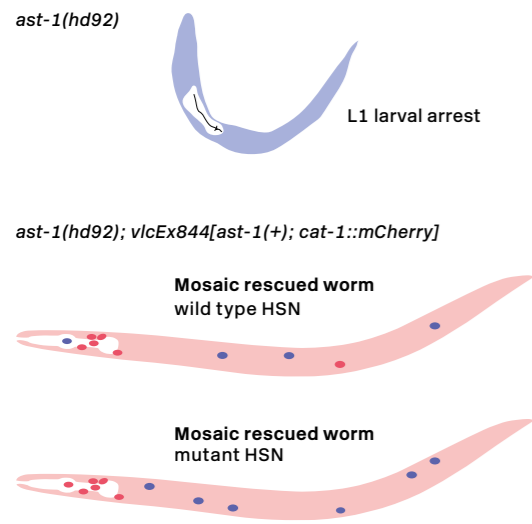 ast-1(hd92)
L1 larval arrest
ast-1(hd92); vlcEx844[ast-1(+); cat-1::mCherry]
Mosaic rescued worm
wild type HSN
Mosaic rescued worm
mutant HSN